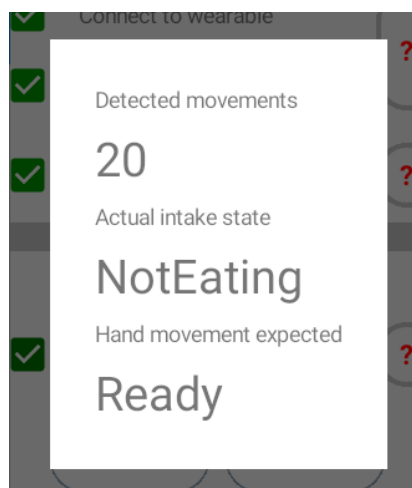 Connect to wearable
?
Detected movements
20
?
Actual intake state
NotEating
Hand movement expected
?
Ready